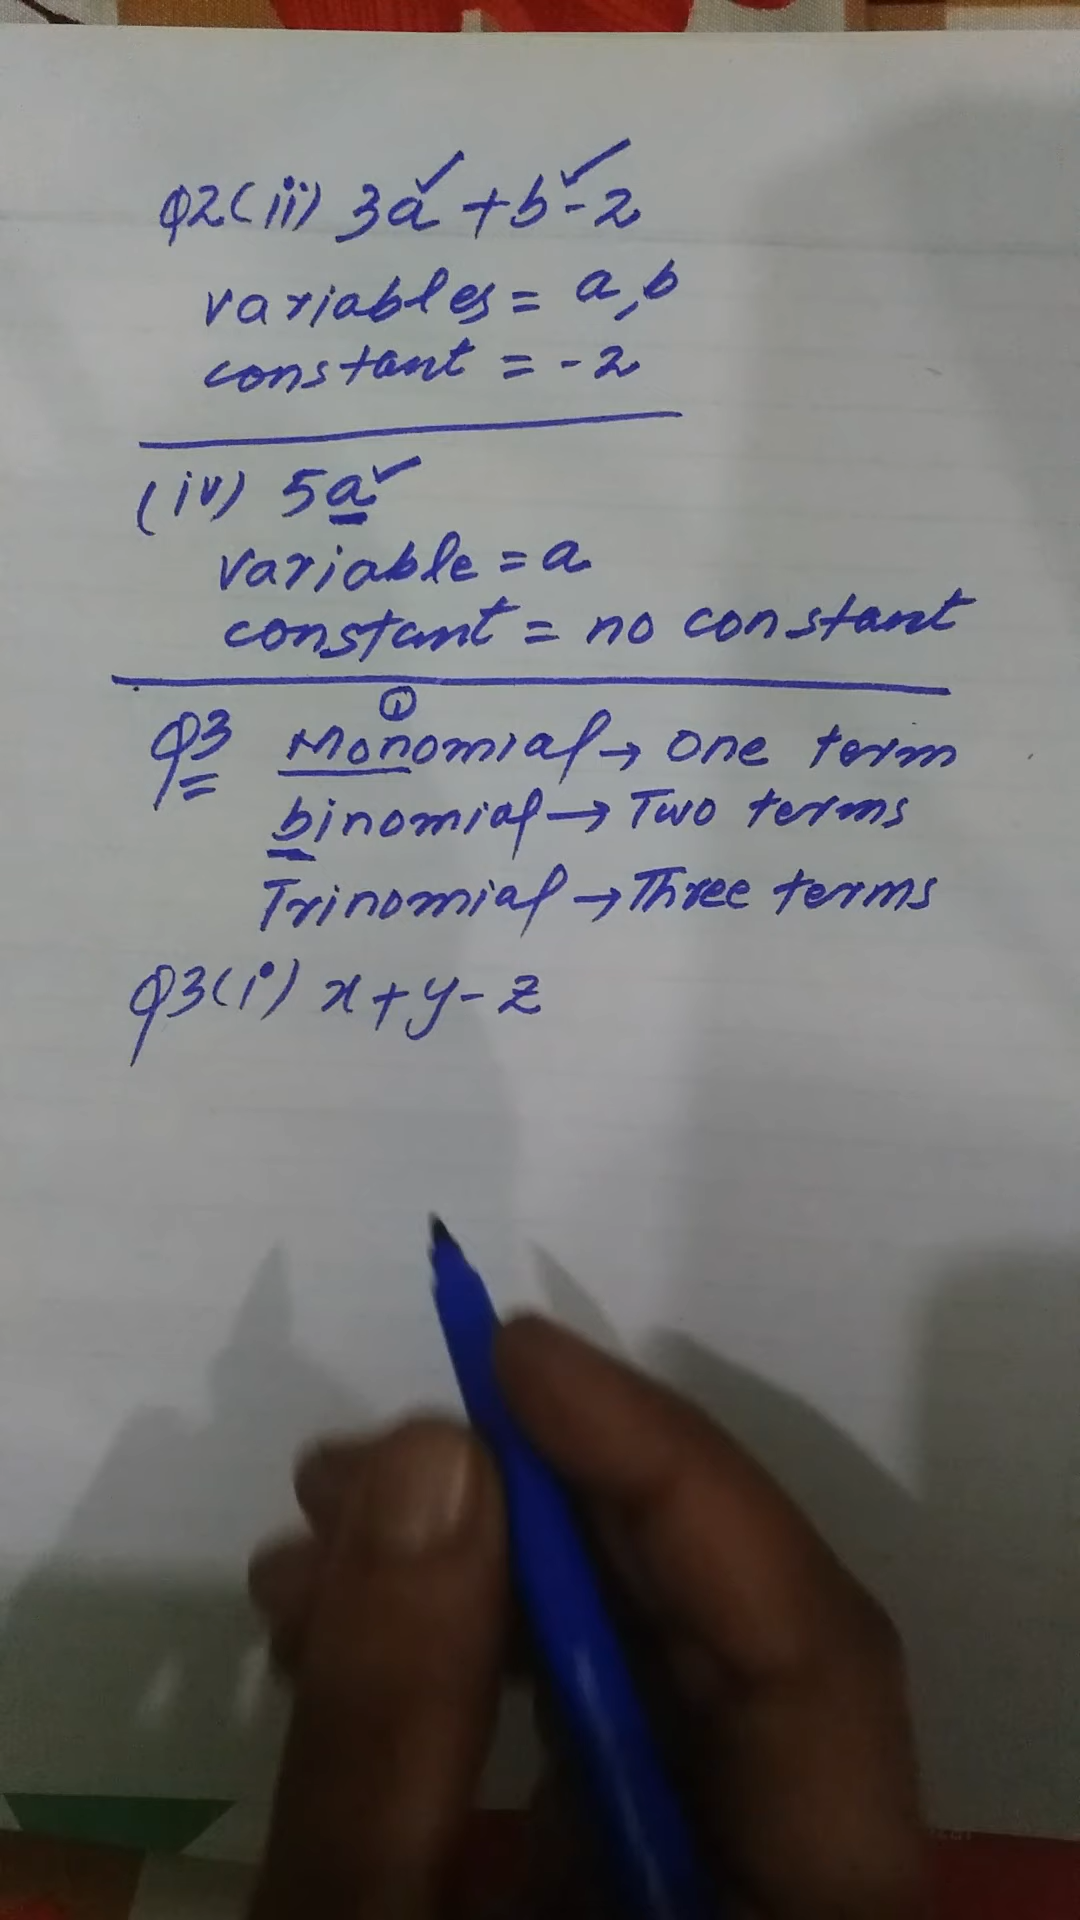 Q2(ii) 3a + b - 2
variables = a, b
constant = -2
(iv) 5a
variable = a
constant = no constant
①
Q3 Monomial → one term
binomial → Two terms
Trinomial → Three terms
Q3(i) x + y - z